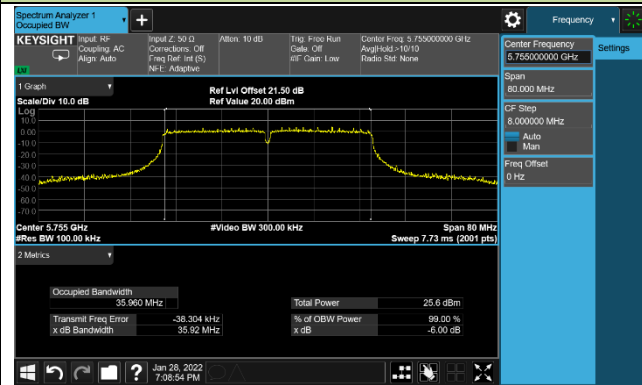 Spectrum Analyzer 1
Occupied BW
Frequency
KEYSIGHT
Input: RF
Coupling: AC
Align: Auto
Input Z: 50 Ω
Corrections: Off
Freq Ref: Int (S)
NFE: Adaptive
Atten: 10 dB
Trig: Free Run
Gate: Off
#IF Gain: Low
Center Freq: 5.755000000 GHz
Avg|Hold:>10/10
Radio Std: None
Center Frequency
5.755000000 GHz
Settings
Span
80.000 MHz
CF Step
8.000000 MHz
Auto
Man
Freq Offset
0 Hz
1 Graph
Scale/Div 10.0 dB
Ref Lvl Offset 21.50 dB
Ref Value 20.00 dBm
Log
10.0
0.00
-10.0
-20.0
-30.0
-40.0
-50.0
-60.0
-70.0
Center 5.755 GHz
#Res BW 100.00 kHz
#Video BW 300.00 kHz
Span 80 MHz
Sweep 7.73 ms (2001 pts)
2 Metrics
Occupied Bandwidth
35.960 MHz
Total Power
25.6 dBm
Transmit Freq Error
-38.304 kHz
% of OBW Power
99.00 %
x dB Bandwidth
35.92 MHz
x dB
-6.00 dB
?
Jan 28, 2022
7:08:54 PM